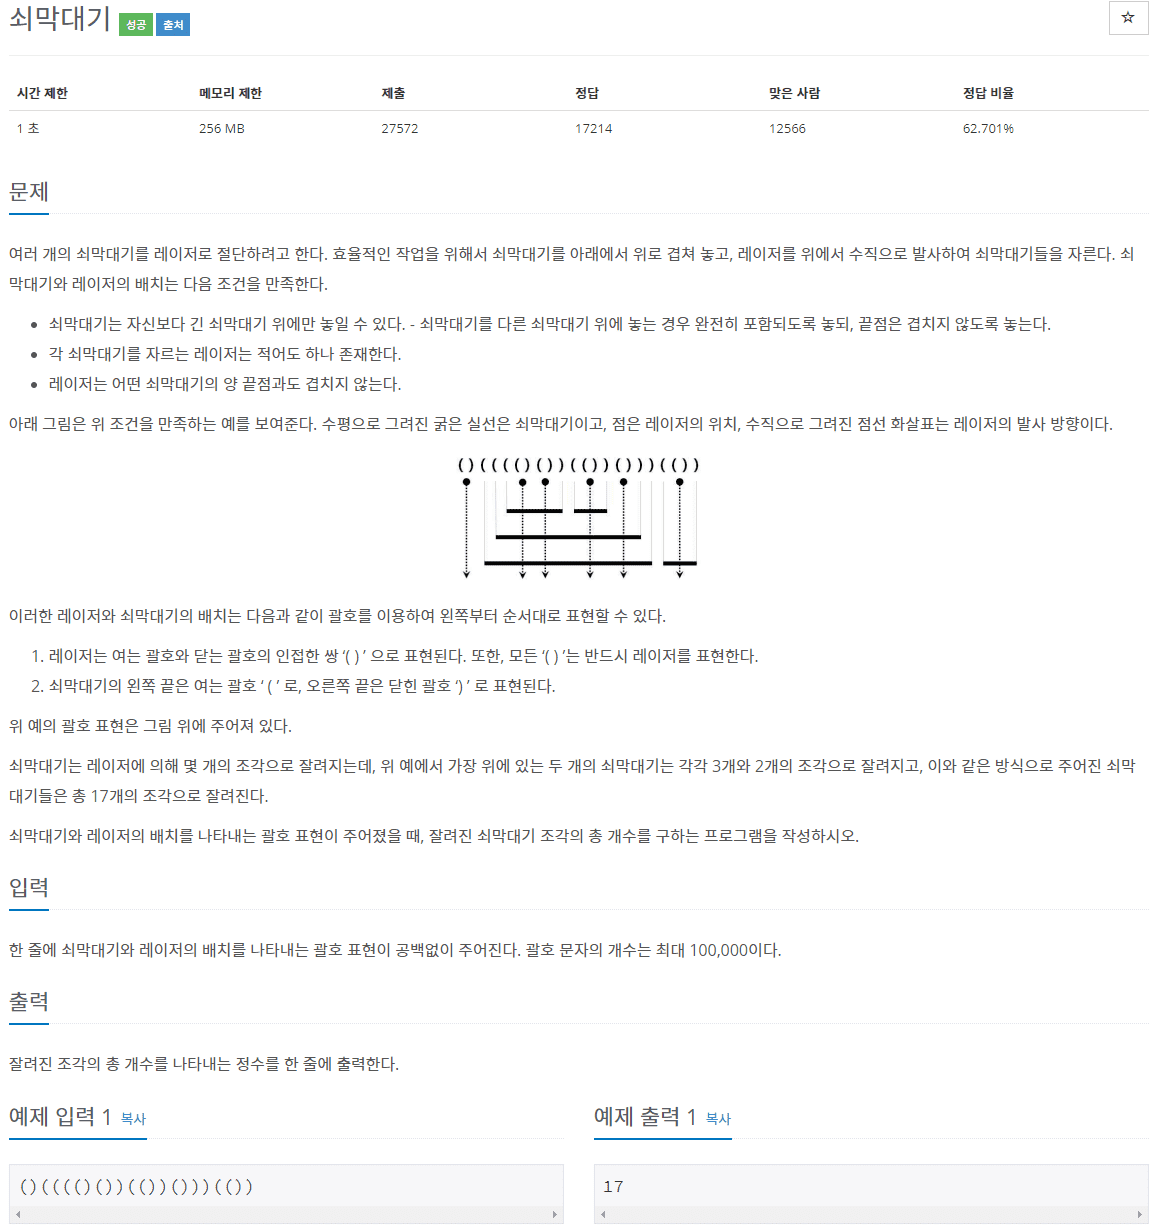 쇠막대기 성공 출처
☆
시간 제한 메모리 제한 제출 정답 맞은 사람 정답 비율
1 초 256 MB 27572 17214 12566 62.701%
문제
여러 개의 쇠막대기를 레이저로 절단하려고 한다. 효율적인 작업을 위해서 쇠막대기를 아래에서 위로 겹쳐 놓고, 레이저를 위에서 수직으로 발사하여 쇠막대기들을 자른다. 쇠
막대기와 레이저의 배치는 다음 조건을 만족한다.
• 쇠막대기는 자신보다 긴 쇠막대기 위에만 놓일 수 있다. - 쇠막대기를 다른 쇠막대기 위에 놓는 경우 완전히 포함되도록 놓되, 끝점은 겹치지 않도록 놓는다.
• 각 쇠막대기를 자르는 레이저는 적어도 하나 존재한다.
• 레이저는 어떤 쇠막대기의 양 끝점과도 겹치지 않는다.
아래 그림은 위 조건을 만족하는 예를 보여준다. 수평으로 그려진 굵은 실선은 쇠막대기이고, 점은 레이저의 위치, 수직으로 그려진 점선 화살표는 레이저의 발사 방향이다.
( ) ( ( ( ( ) ( ) ) ( ( ) ) ( ) ) ) ( ( ) )
이러한 레이저와 쇠막대기의 배치는 다음과 같이 괄호를 이용하여 왼쪽부터 순서대로 표현할 수 있다.
1. 레이저는 여는 괄호와 닫는 괄호의 인접한 쌍 ‘( ) ’ 으로 표현된다. 또한, 모든 ‘( ) ’는 반드시 레이저를 표현한다.
2. 쇠막대기의 왼쪽 끝은 여는 괄호 ‘ ( ’ 로, 오른쪽 끝은 닫힌 괄호 ‘) ’ 로 표현된다.
위 예의 괄호 표현은 그림 위에 주어져 있다.
쇠막대기는 레이저에 의해 몇 개의 조각으로 잘려지는데, 위 예에서 가장 위에 있는 두 개의 쇠막대기는 각각 3개와 2개의 조각으로 잘려지고, 이와 같은 방식으로 주어진 쇠막
대기들은 총 17개의 조각으로 잘려진다.
쇠막대기와 레이저의 배치를 나타내는 괄호 표현이 주어졌을 때, 잘려진 쇠막대기 조각의 총 개수를 구하는 프로그램을 작성하시오.
입력
한 줄에 쇠막대기와 레이저의 배치를 나타내는 괄호 표현이 공백없이 주어진다. 괄호 문자의 개수는 최대 100,000이다.
출력
잘려진 조각의 총 개수를 나타내는 정수를 한 줄에 출력한다.
예제 입력 1 복사
()(((()())(())()))(())
예제 출력 1 복사
17